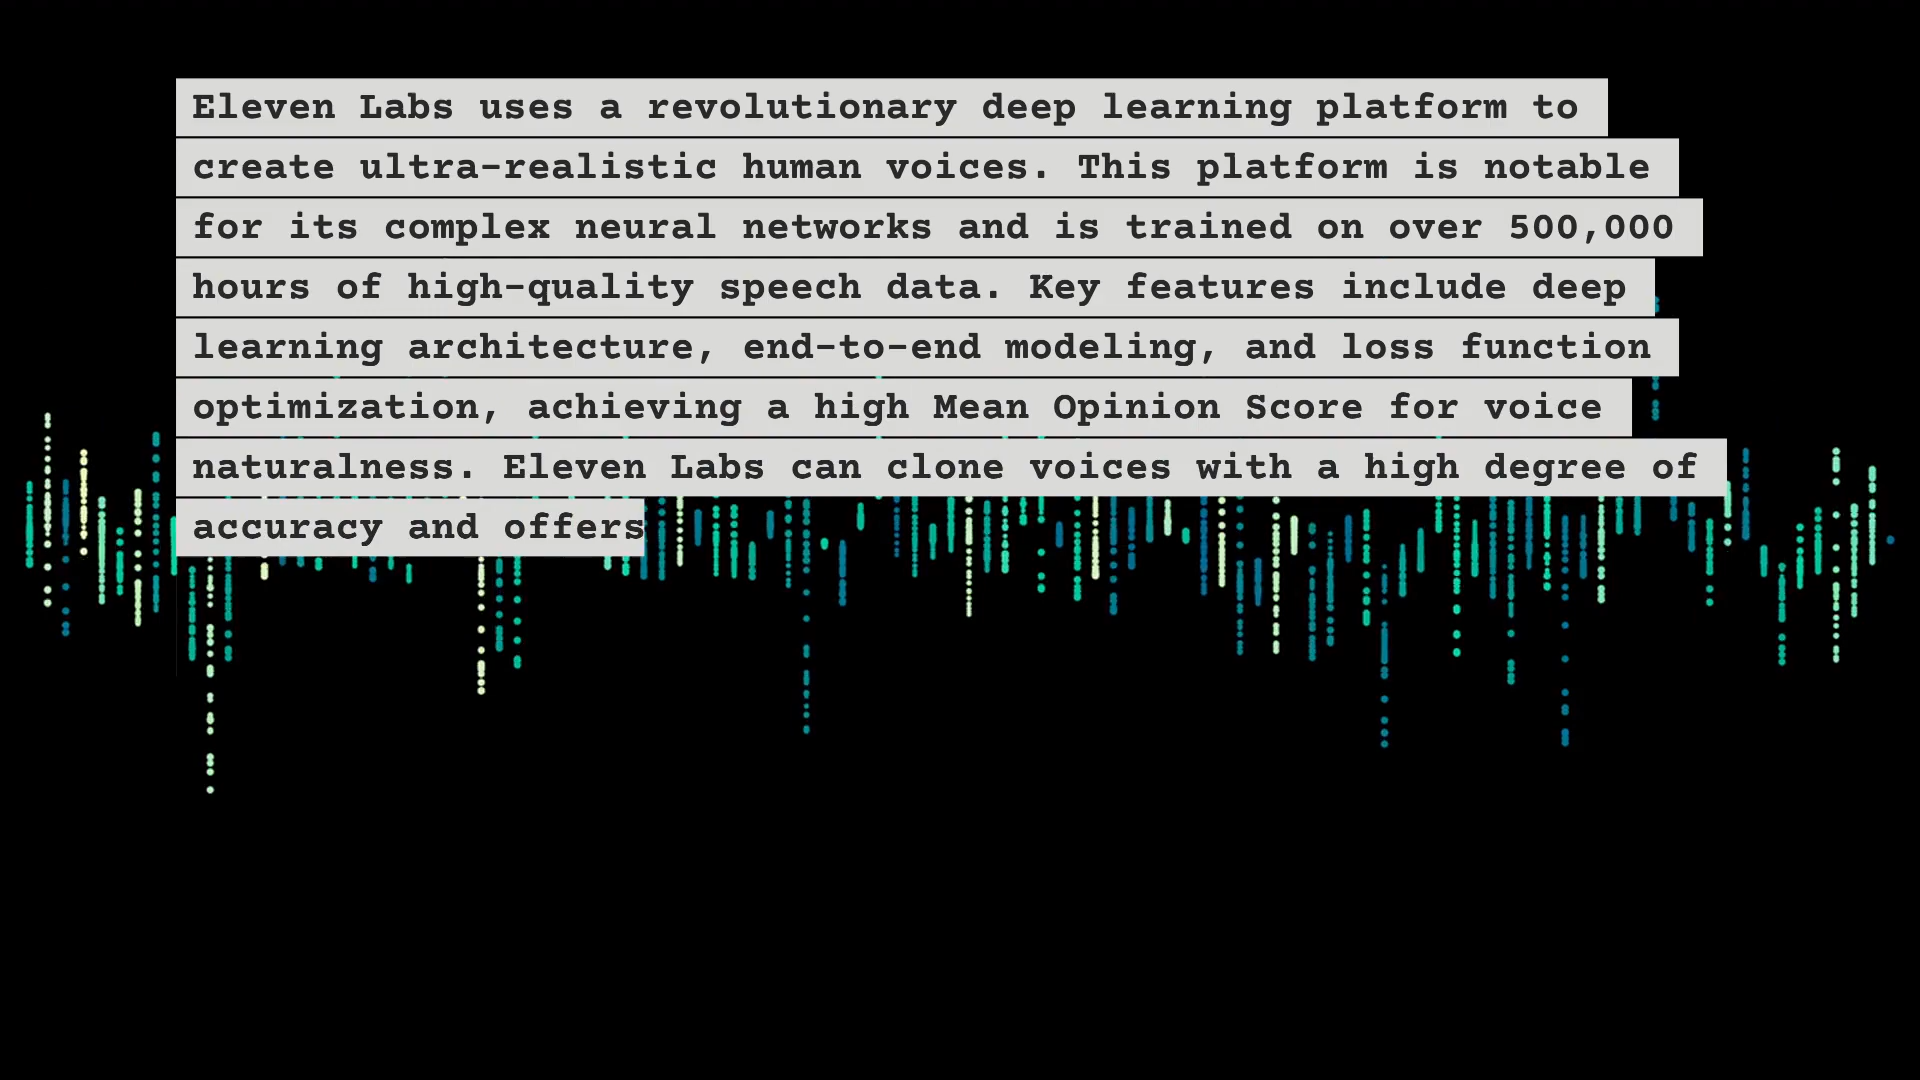 Eleven Labs uses a revolutionary deep learning platform to
create ultra-realistic human voices. This platform is notable
for its complex neural networks and is trained on over 500,000
hours of high-quality speech data. Key features include deep
learning architecture, end-to-end modeling, and loss function
optimization, achieving a high Mean Opinion Score for voice
naturalness. Eleven Labs can clone voices with a high degree of
accuracy and offers